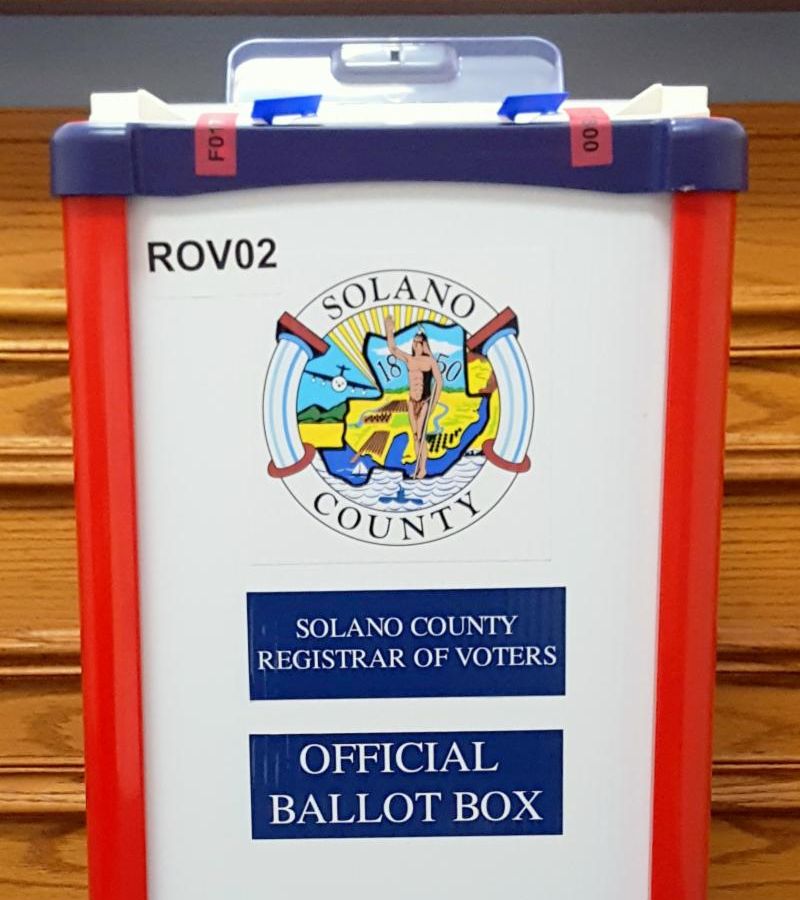 ROV02
SOLANO
18 50
COUNTY
SOLANO COUNTY
REGISTRAR OF VOTERS
OFFICIAL
BALLOT BOX